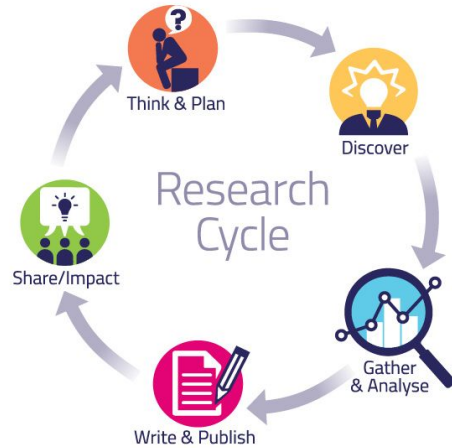 ?
Think & Plan
Discover
Research
Cycle
Share/Impact
Gather
& Analyse
Write & Publish